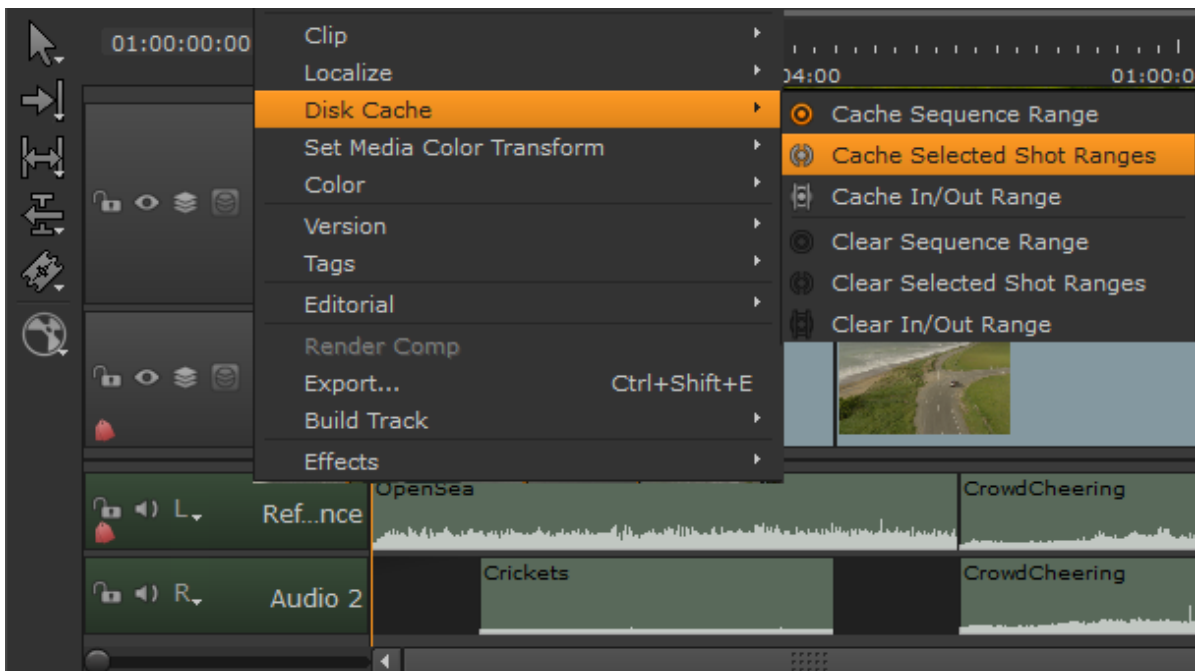 01:00:00:00
04:00
01:00:0
Clip
Localize
Disk Cache
Set Media Color Transform
Color
Version
Tags
Editorial
Render Comp
Export... Ctrl+Shift+E
Build Track
Effects
Cache Sequence Range
Cache Selected Shot Ranges
Cache In/Out Range
Clear Sequence Range
Clear Selected Shot Ranges
Clear In/Out Range
L Ref...nce
OpenSea
CrowdCheering
R Audio 2
Crickets
CrowdCheering